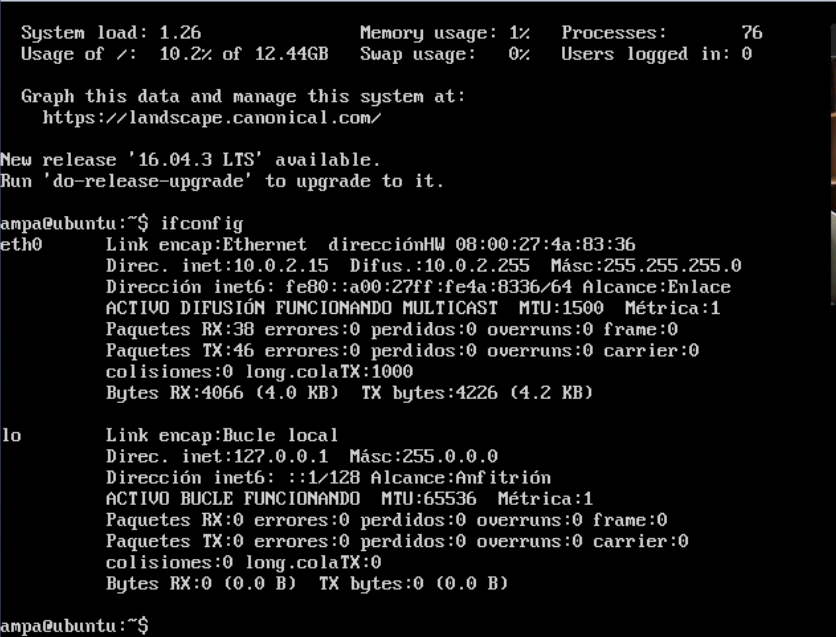 System load: 1.26 Memory usage: 1% Processes: 76
Usage of /: 10.2% of 12.44GB Swap usage: 0% Users logged in: 0
Graph this data and manage this system at:
https://landscape.canonical.com/
New release '16.04.3 LTS' available.
Run 'do-release-upgrade' to upgrade to it.
ampa@ubuntu:~$ ifconfig
eth0 Link encap:Ethernet direcciónHW 08:00:27:4a:83:36
Direc. inet:10.0.2.15 Difus.:10.0.2.255 Másc:255.255.255.0
Dirección inet6: fe80::a00:27ff:fe4a:8336/64 Alcance:Enlace
ACTIVO DIFUSIÓN FUNCIONANDO MULTICAST MTU:1500 Métrica:1
Paquetes RX:38 errores:0 perdidos:0 overruns:0 frame:0
Paquetes TX:46 errores:0 perdidos:0 overruns:0 carrier:0
colisiones:0 long.colaTX:1000
Bytes RX:4066 (4.0 KB) TX bytes:4226 (4.2 KB)
lo Link encap:Bucle local
Direc. inet:127.0.0.1 Másc:255.0.0.0
Dirección inet6: ::1/128 Alcance:Anfitrión
ACTIVO BUCLE FUNCIONANDO MTU:65536 Métrica:1
Paquetes RX:0 errores:0 perdidos:0 overruns:0 frame:0
Paquetes TX:0 errores:0 perdidos:0 overruns:0 carrier:0
colisiones:0 long.colaTX:0
Bytes RX:0 (0.0 B) TX bytes:0 (0.0 B)
ampa@ubuntu:~$